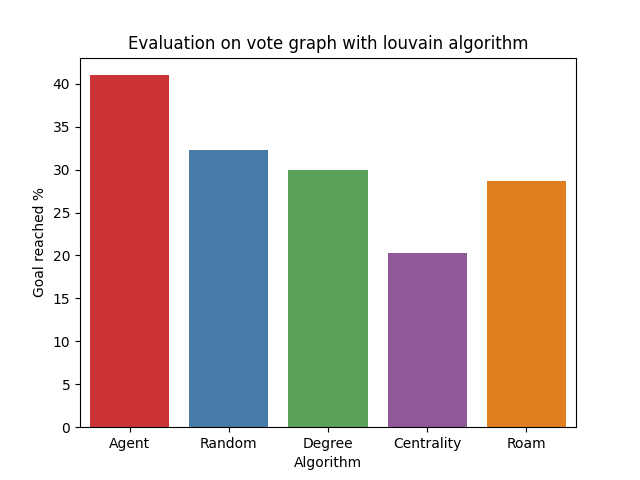 Evaluation on vote graph with louvain algorithm
Goal reached %
40
35
30
25
20
15
10
5
0
Agent Random Degree Centrality Roam
Algorithm